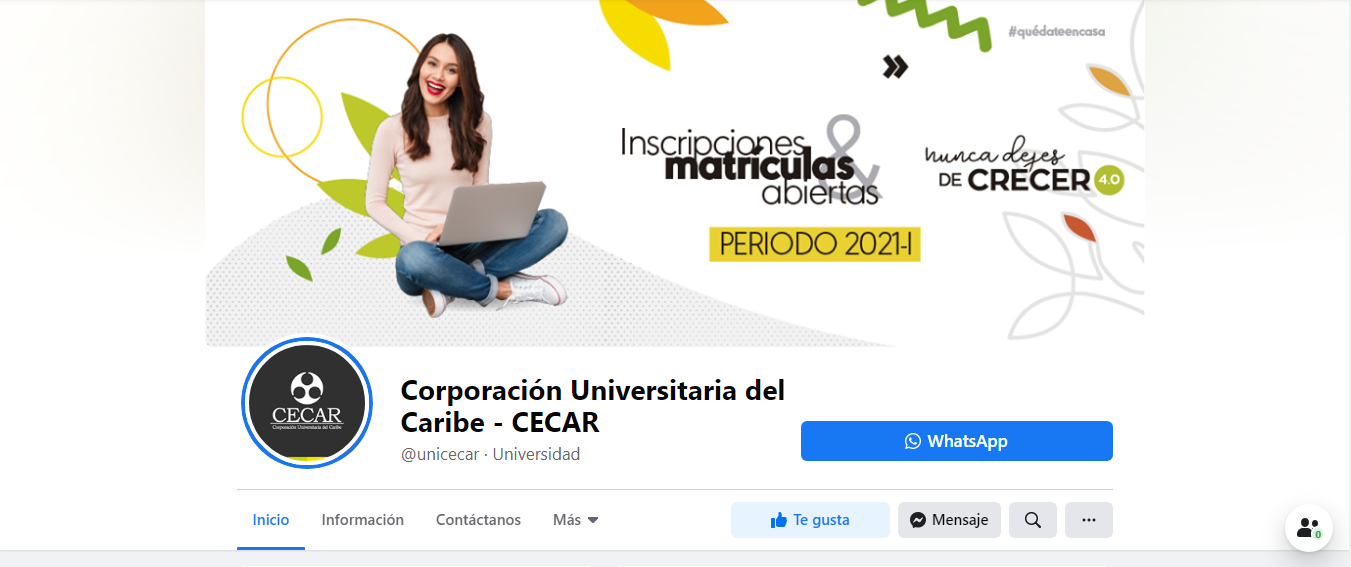 #quédateencasa
Inscripciones &
matrículas
abiertas
PERIODO 2021-I
nunca dejes
DE CRECER 4.0
CECAR
Corporación Universitaria del Caribe
Corporación Universitaria del
Caribe - CECAR
@unicecar · Universidad
WhatsApp
Inicio
Información
Contáctanos
Más
Te gusta
Mensaje
0